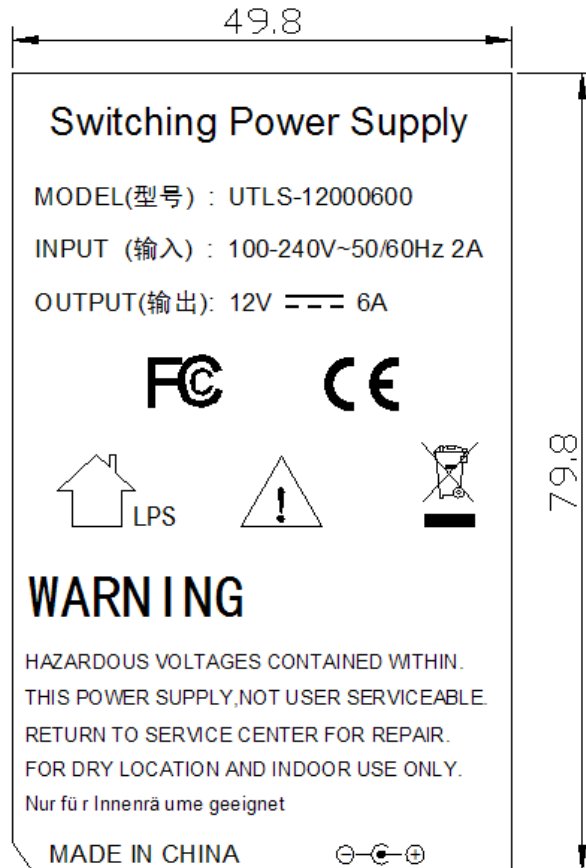 49.8
Switching Power Supply
MODEL(型号) : UTLS-12000600
INPUT (输入) : 100-240V~50/60Hz 2A
OUTPUT(输出): 12V ⎓ 6A
FC CE
LPS
79.8
WARNING
HAZARDOUS VOLTAGES CONTAINED WITHIN.
THIS POWER SUPPLY,NOT USER SERVICEABLE.
RETURN TO SERVICE CENTER FOR REPAIR.
FOR DRY LOCATION AND INDOOR USE ONLY.
Nur fü r Innenrä ume geeignet
MADE IN CHINA